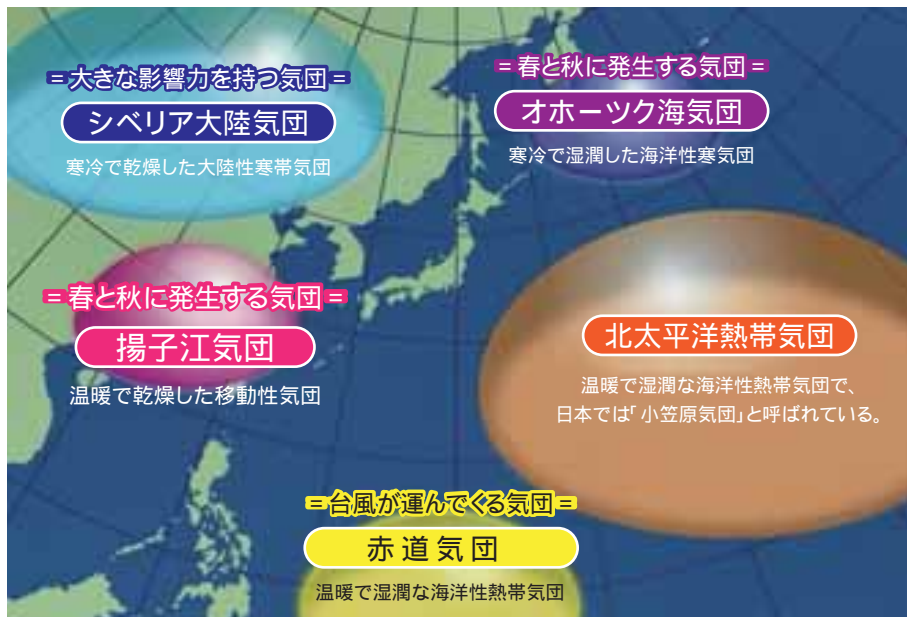 =大きな影響力を持つ気団=
シベリア大陸気団
寒冷で乾燥した大陸性寒帯気団
=春と秋に発生する気団=
オホーツク海気団
寒冷で湿潤した海洋性寒気団
=春と秋に発生する気団=
揚子江気団
温暖で乾燥した移動性気団
北太平洋熱帯気団
温暖で湿潤な海洋性熱帯気団で、
日本では「小笠原気団」と呼ばれている。
=台風が運んでくる気団=
赤道気団
温暖で湿潤な海洋性熱帯気団